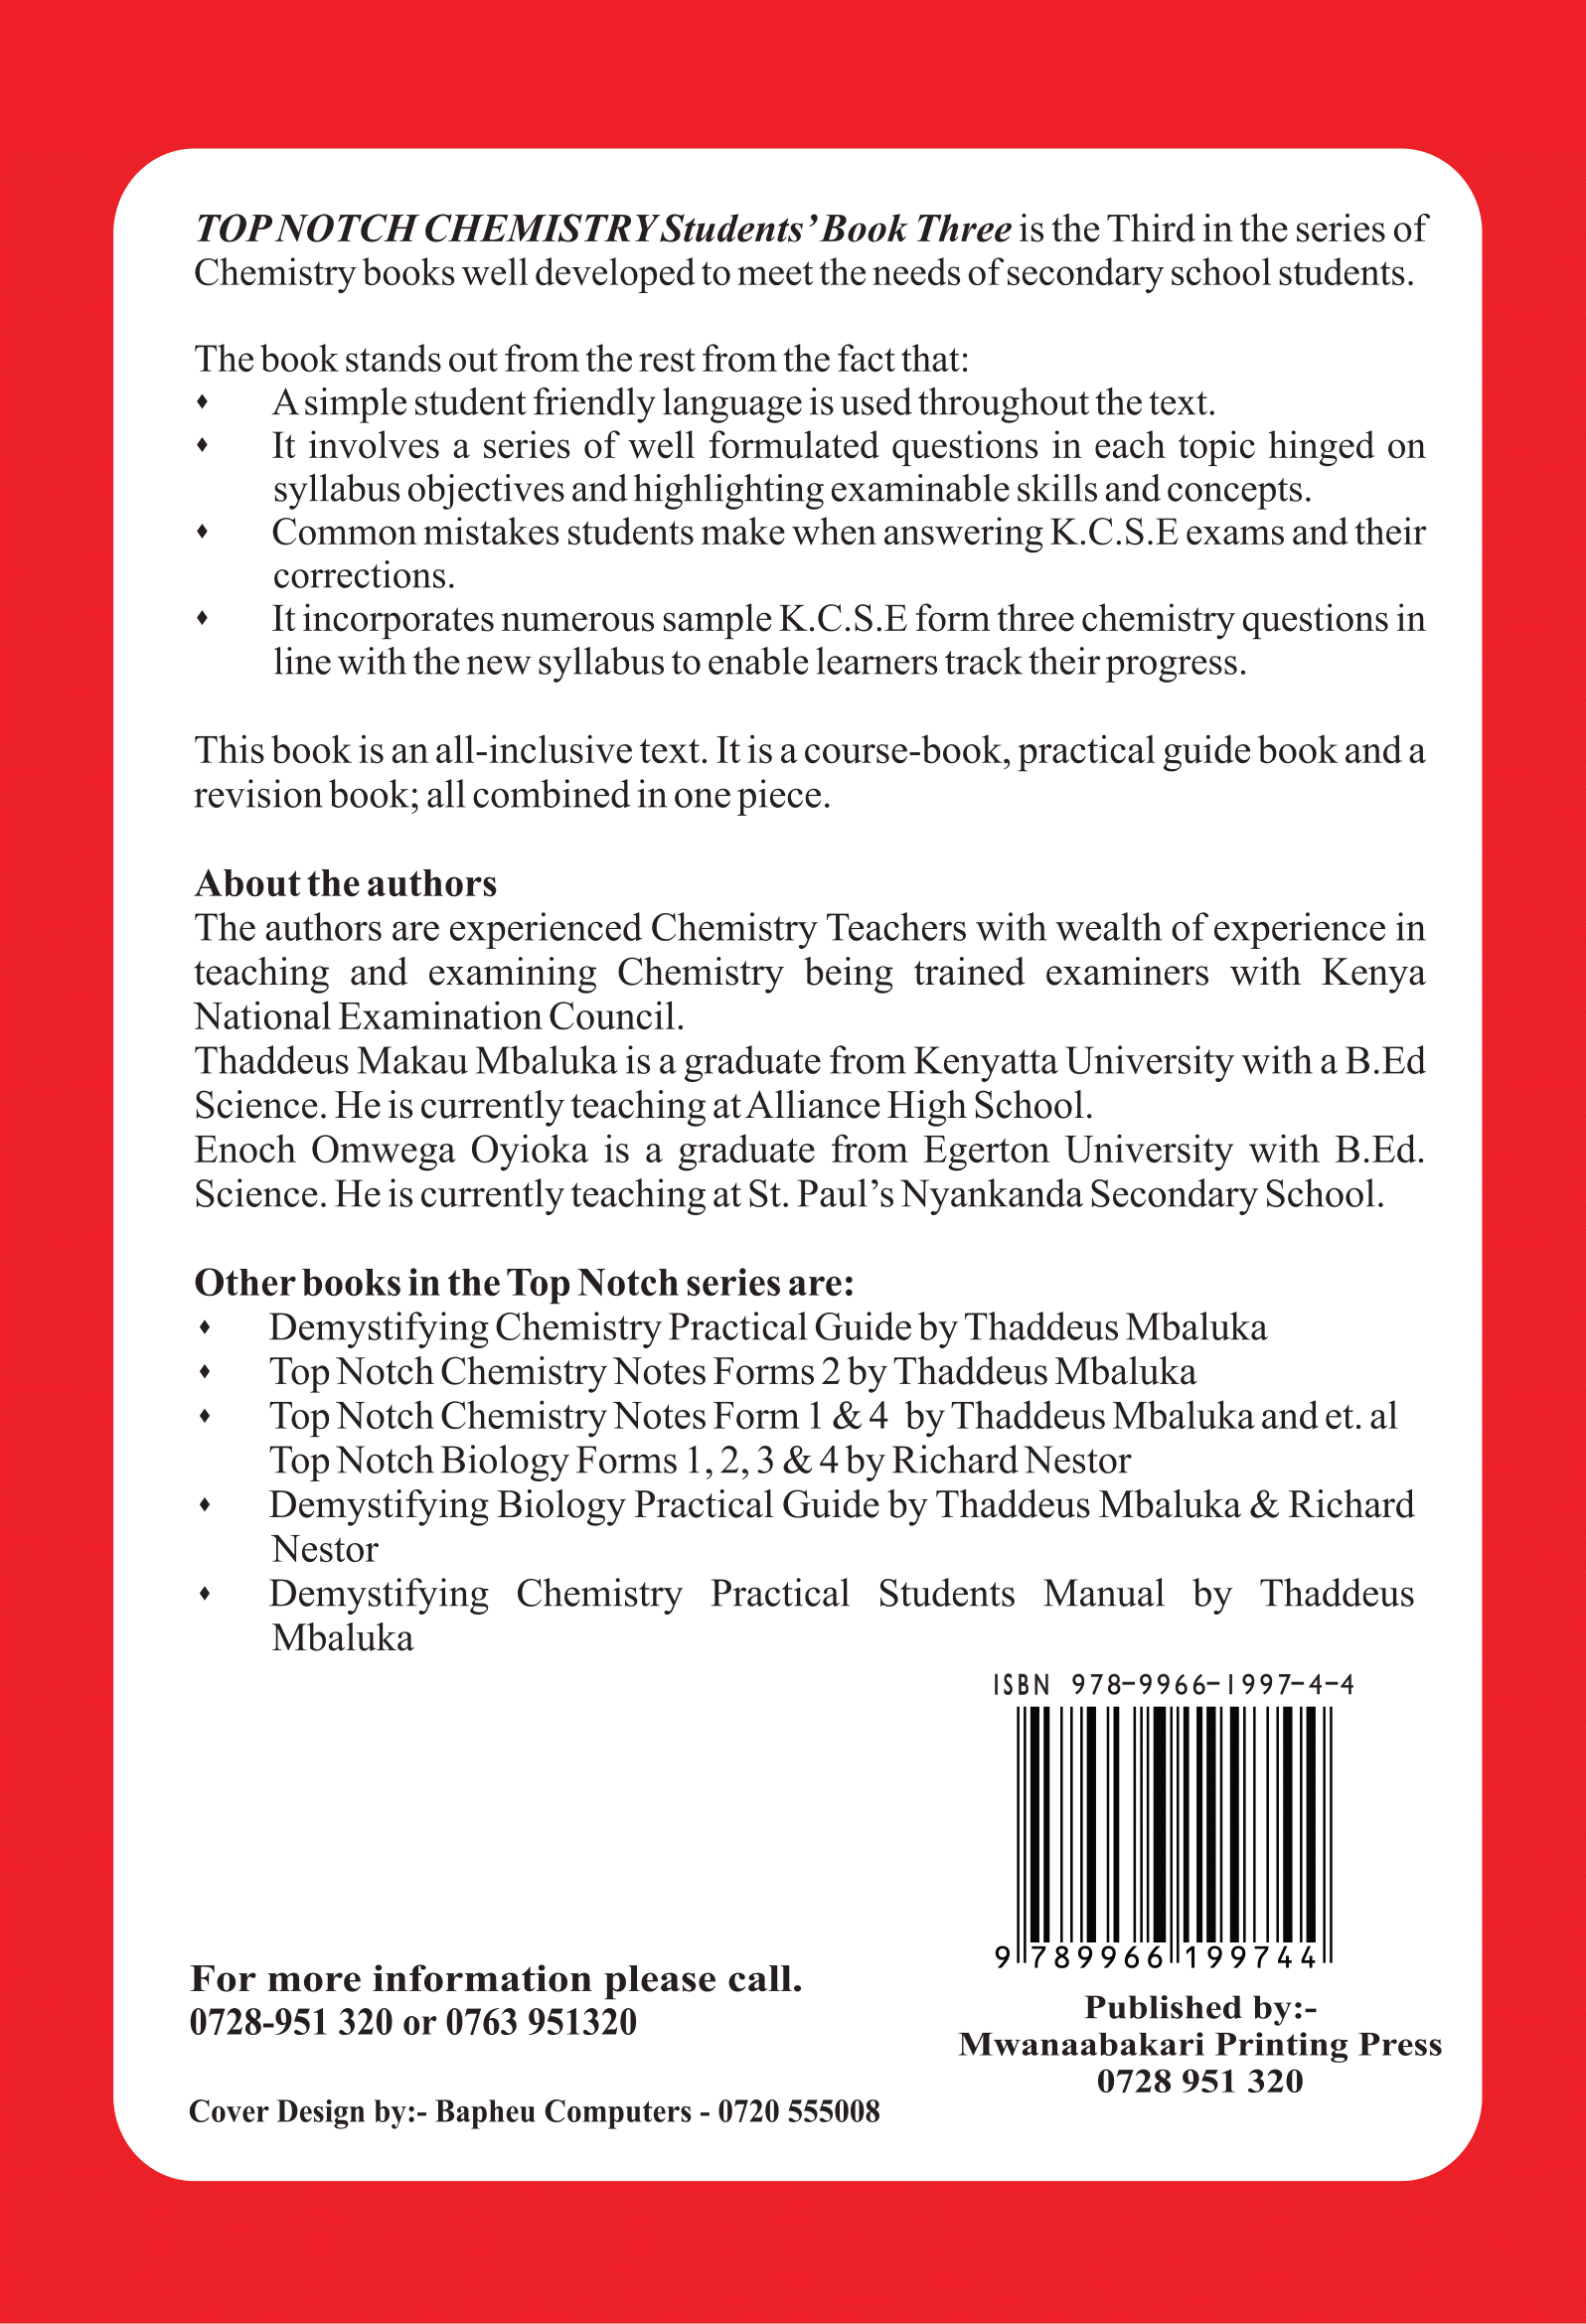 TOP NOTCH CHEMISTRY Students’ Book Three is the Third in the series of
Chemistry books well developed to meet the needs of secondary school students.
The book stands out from the rest from the fact that:
⬧ A simple student friendly language is used throughout the text.
⬧ It involves a series of well formulated questions in each topic hinged on
syllabus objectives and highlighting examinable skills and concepts.
⬧ Common mistakes students make when answering K.C.S.E exams and their
corrections.
⬧ It incorporates numerous sample K.C.S.E form three chemistry questions in
line with the new syllabus to enable learners track their progress.
This book is an all-inclusive text. It is a course-book, practical guide book and a
revision book; all combined in one piece.
About the authors
The authors are experienced Chemistry Teachers with wealth of experience in
teaching and examining Chemistry being trained examiners with Kenya
National Examination Council.
Thaddeus Makau Mbaluka is a graduate from Kenyatta University with a B.Ed
Science. He is currently teaching at Alliance High School.
Enoch Omwega Oyioka is a graduate from Egerton University with B.Ed.
Science. He is currently teaching at St. Paul’s Nyankanda Secondary School.
Other books in the Top Notch series are:
⬧ Demystifying Chemistry Practical Guide by Thaddeus Mbaluka
⬧ Top Notch Chemistry Notes Forms 2 by Thaddeus Mbaluka
⬧ Top Notch Chemistry Notes Form 1 & 4 by Thaddeus Mbaluka and et. al
Top Notch Biology Forms 1, 2, 3 & 4 by Richard Nestor
⬧ Demystifying Biology Practical Guide by Thaddeus Mbaluka & Richard
Nestor
⬧ Demystifying Chemistry Practical Students Manual by Thaddeus
Mbaluka
ISBN 978-9966-1997-4-4
9 789966 199744
For more information please call.
0728-951 320 or 0763 951320
Published by:-
Mwanaabakari Printing Press
0728 951 320
Cover Design by:- Bapheu Computers - 0720 555008